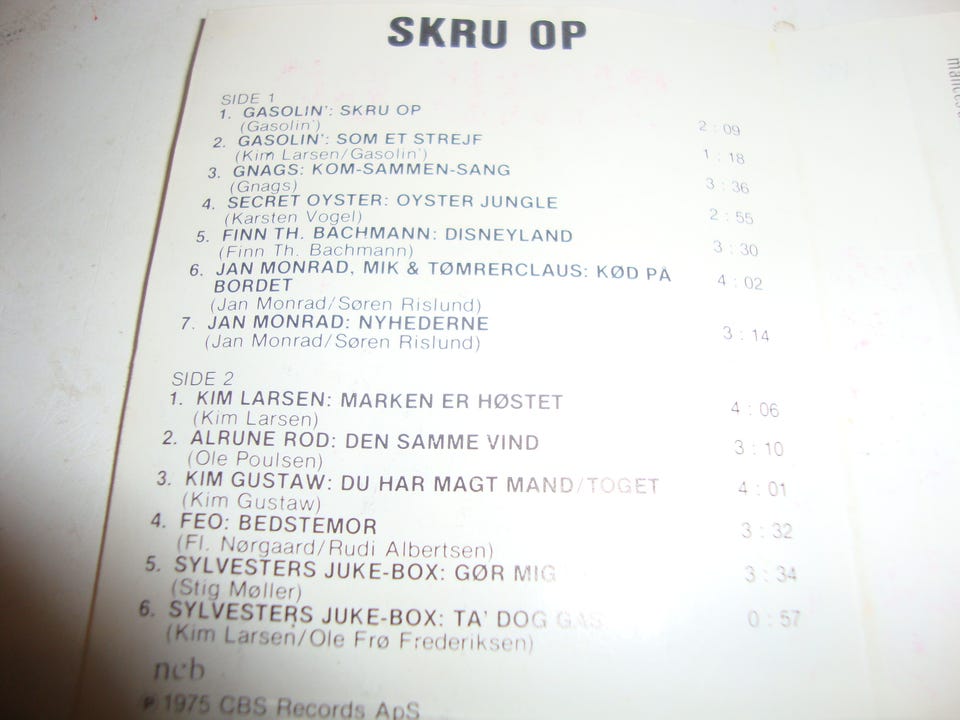 SKRU OP
SIDE 1
1. GASOLIN': SKRU OP 2:09
(Gasolin')
2. GASOLIN': SOM ET STREJF 1:18
(Kim Larsen/Gasolin')
3. GNAGS: KOM-SAMMEN-SANG 3:36
(Gnags)
4. SECRET OYSTER: OYSTER JUNGLE 2:55
(Karsten Vogel)
5. FINN TH. BACHMANN: DISNEYLAND 3:30
(Finn Th. Bachmann)
6. JAN MONRAD, MIK & TØMRERCLAUS: KØD PÅ 4:02
BORDET
(Jan Monrad/Søren Rislund)
7. JAN MONRAD: NYHEDERNE 3:14
(Jan Monrad/Søren Rislund)
SIDE 2
1. KIM LARSEN: MARKEN ER HØSTET 4:06
(Kim Larsen)
2. ALRUNE ROD: DEN SAMME VIND 3:10
(Ole Poulsen)
3. KIM GUSTAW: DU HAR MAGT MAND/TOGET 4:01
(Kim Gustaw)
4. FEO: BEDSTEMOR 3:32
(Fl. Nørgaard/Rudi Albertsen)
5. SYLVESTERS JUKE-BOX: GØR MIG 3:34
(Stig Møller)
6. SYLVESTERS JUKE-BOX: TA' DOG GAS 0:57
(Kim Larsen/Ole Frø Frederiksen)
ncb
℗ 1975 CBS Records ApS